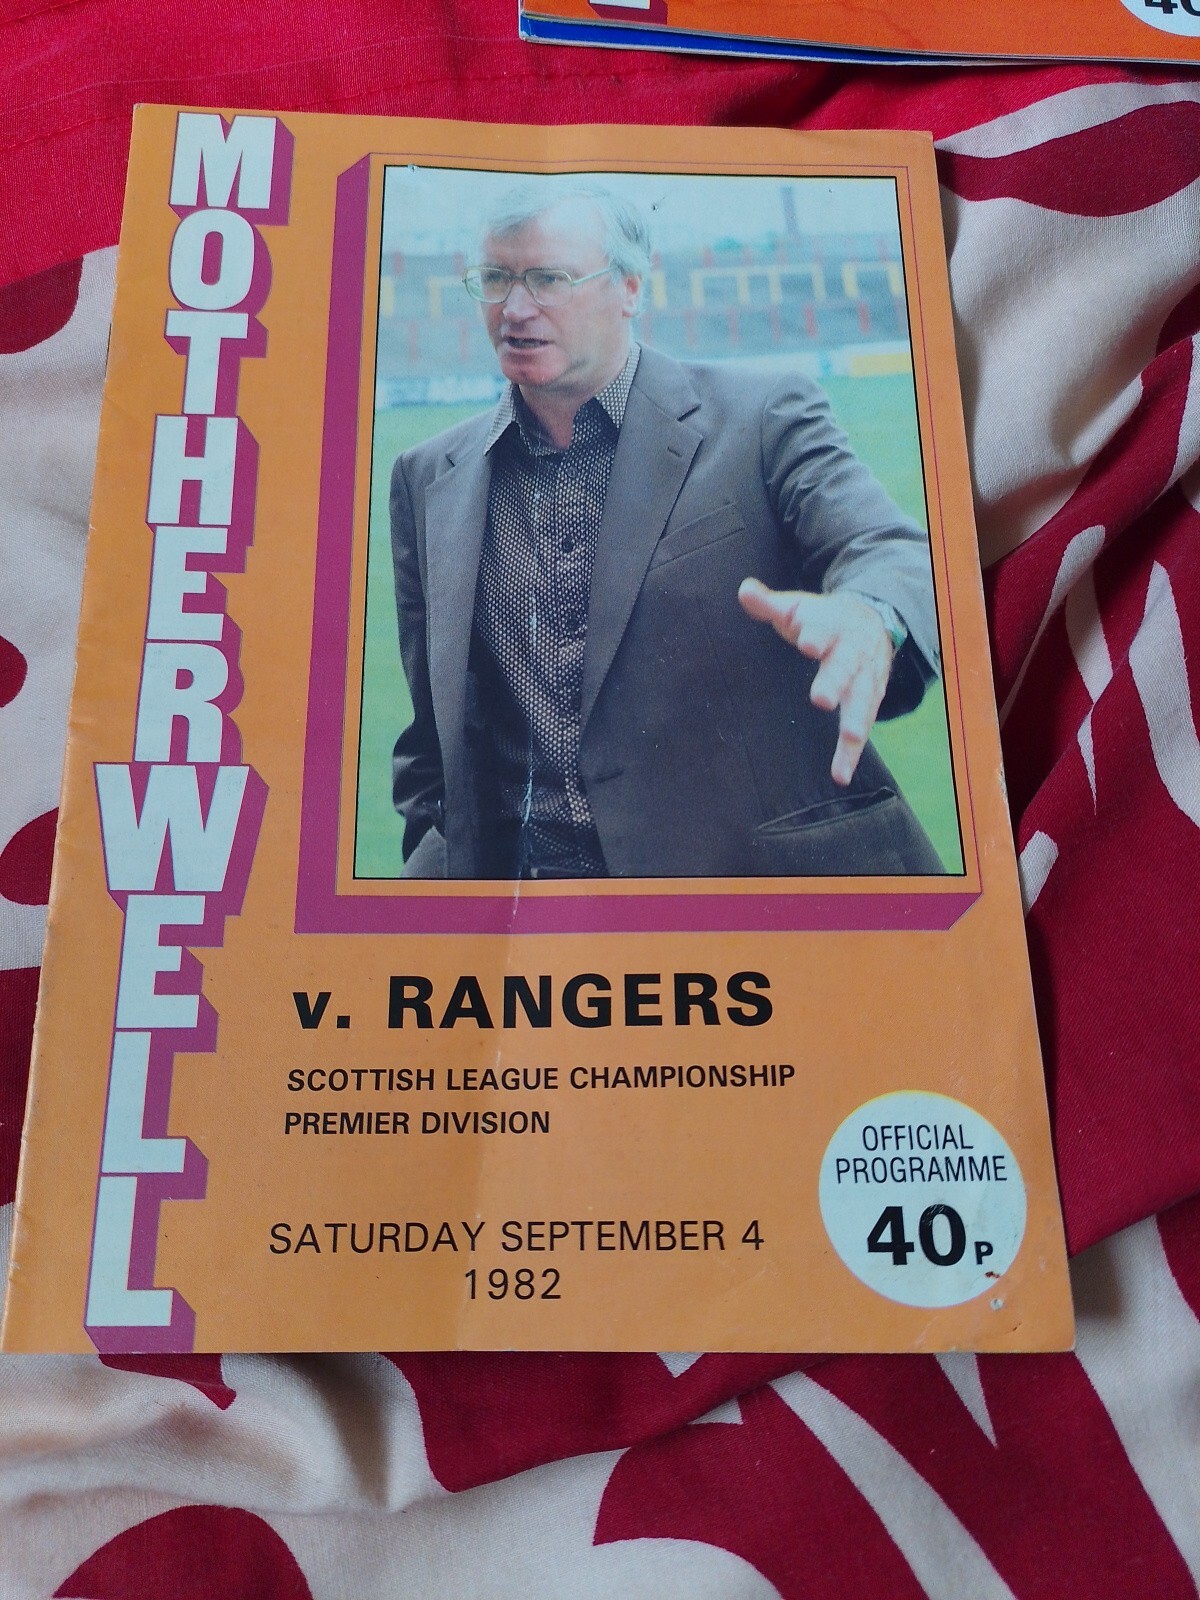 MOTHERWELL
v. RANGERS
SCOTTISH LEAGUE CHAMPIONSHIP
PREMIER DIVISION
SATURDAY SEPTEMBER 4
1982
OFFICIAL
PROGRAMME
40P